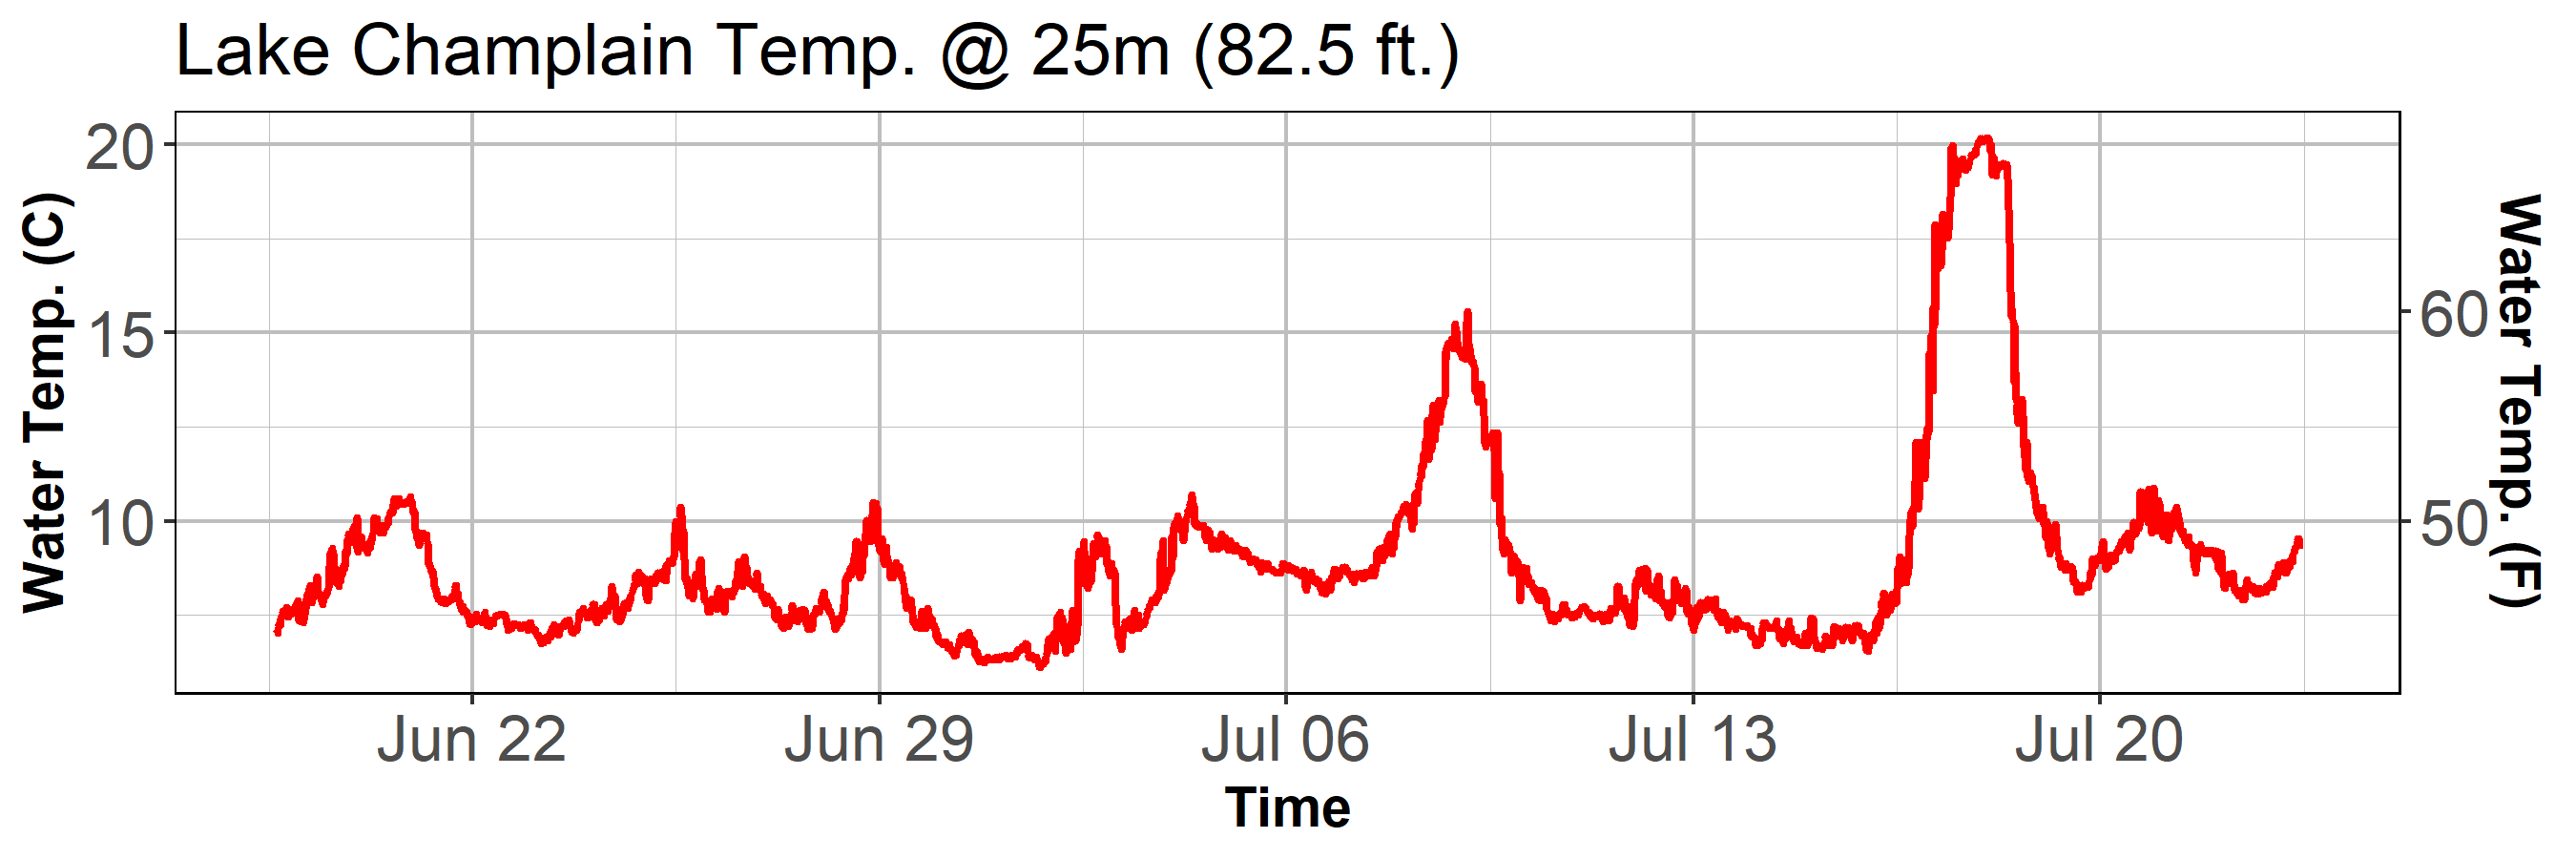 Lake Champlain Temp. @ 25m (82.5 ft.)
Water Temp. (C)
20
15
10
60
50
Water Temp. (F)
Jun 22
Jun 29
Jul 06
Jul 13
Jul 20
Time